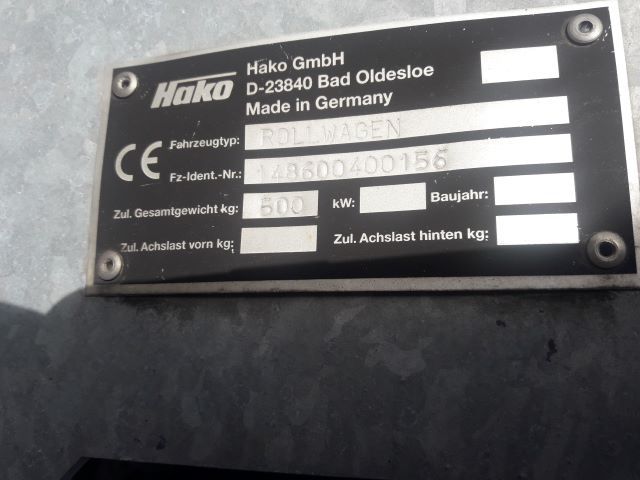 Hako
Hako GmbH
D-23840 Bad Oldesloe
Made in Germany
CE
Fahrzeugtyp: ROLLWAGEN
Fz-Ident.-Nr.: 148600400156
Zul. Gesamtgewicht kg: 500 kW: Baujahr:
Zul. Achslast vorn kg: Zul. Achslast hinten kg: